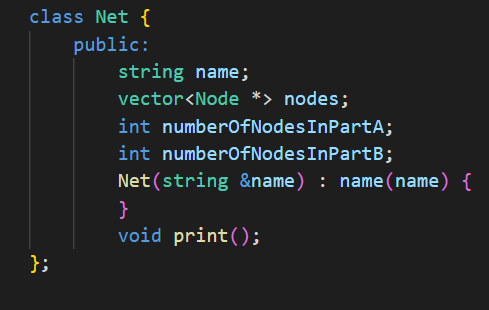 class Net {
    public:
        string name;
        vector<Node *> nodes;
        int numberOfNodesInPartA;
        int numberOfNodesInPartB;
        Net(string &name) : name(name) {
        }
        void print();
};